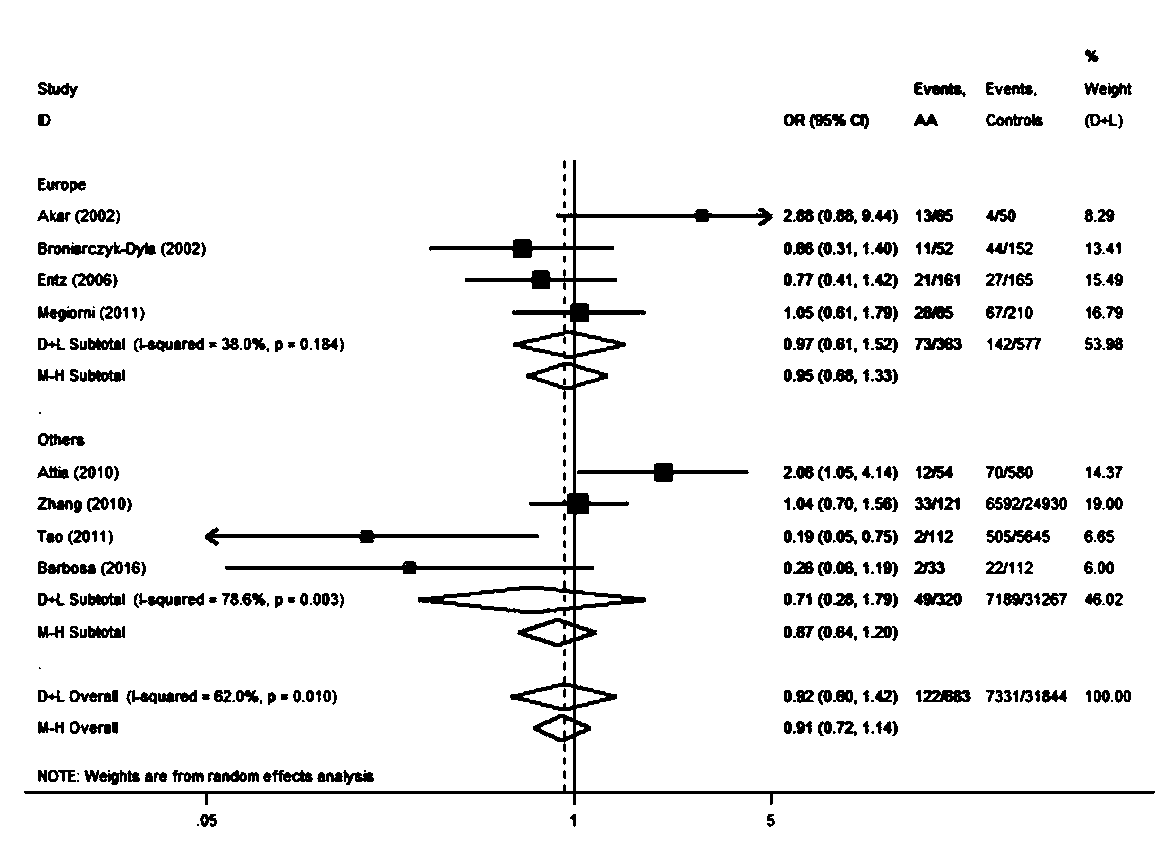 %
Study Events, Events, Weight
ID OR (95% CI) AA Controls (D+L)
Europe
Akar (2002) 2.88 (0.88, 9.44) 13/65 4/50 8.29
Broniarczyk-Dyla (2002) 0.66 (0.31, 1.40) 11/52 44/152 13.41
Entz (2006) 0.77 (0.41, 1.42) 21/161 27/165 15.49
Megiorni (2011) 1.05 (0.61, 1.79) 28/85 67/210 16.79
D+L Subtotal (I-squared = 38.0%, p = 0.184) 0.97 (0.61, 1.52) 73/363 142/577 53.98
M-H Subtotal 0.95 (0.68, 1.33)
.
Others
Attia (2010) 2.08 (1.05, 4.14) 12/54 70/580 14.37
Zhang (2010) 1.04 (0.70, 1.56) 33/121 6592/24930 19.00
Tao (2011) 0.19 (0.05, 0.75) 2/112 505/5645 6.65
Barbosa (2016) 0.26 (0.06, 1.19) 2/33 22/112 6.00
D+L Subtotal (I-squared = 78.6%, p = 0.003) 0.71 (0.28, 1.79) 49/320 7189/31267 46.02
M-H Subtotal 0.87 (0.64, 1.20)
.
D+L Overall (I-squared = 62.0%, p = 0.010) 0.92 (0.60, 1.42) 122/683 7331/31844 100.00
M-H Overall 0.91 (0.72, 1.14)
NOTE: Weights are from random effects analysis
.05 1 5